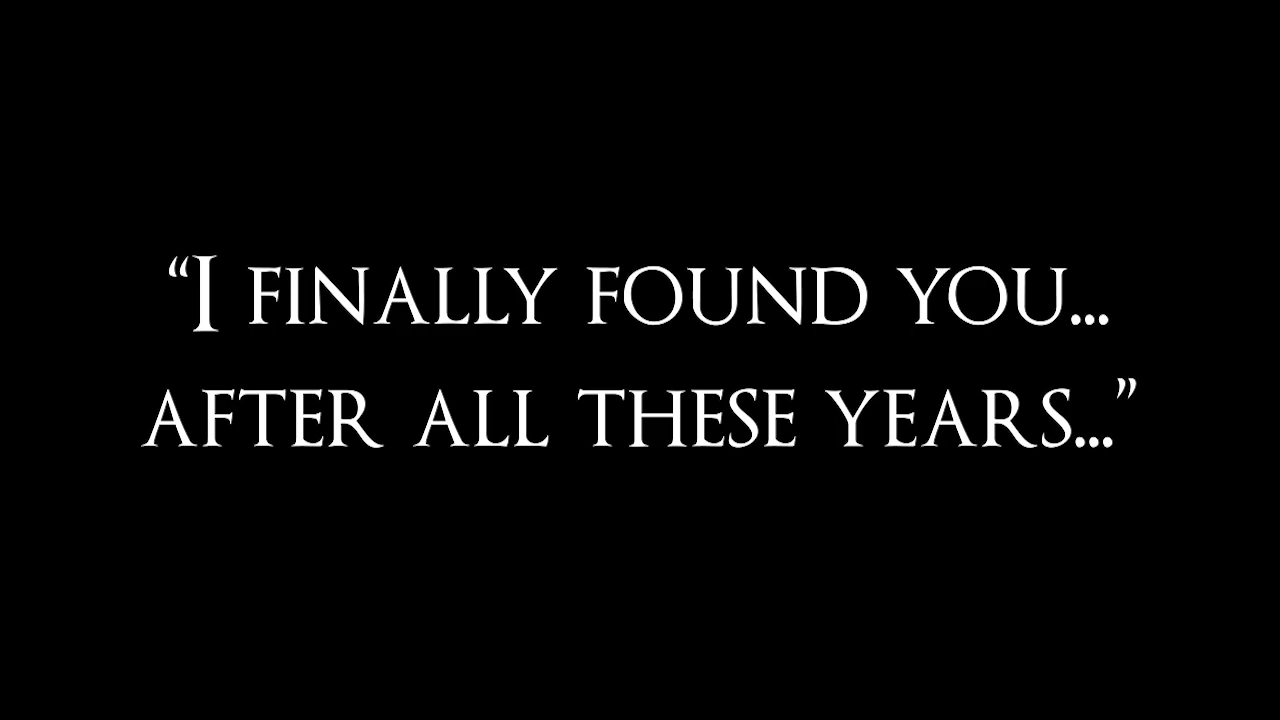 “I FINALLY FOUND YOU...
AFTER ALL THESE YEARS...”